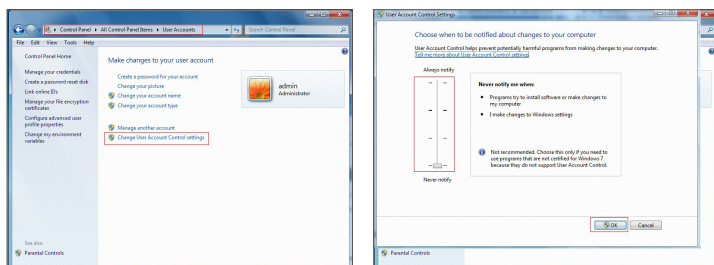 Control Panel ▸ All Control Panel Items ▸ User Accounts
Search Control Panel
File Edit View Tools Help
Control Panel Home
Manage your credentials
Create a password reset disk
Link online IDs
Manage your file encryption
certificates
Configure advanced user
profile properties
Change my environment
variables
See also
Parental Controls
Make changes to your user account
Create a password for your account
Change your picture
Change your account name
Change your account type
Manage another account
Change User Account Control settings
admin
Administrator
User Account Control Settings
Choose when to be notified about changes to your computer
User Account Control helps prevent potentially harmful programs from making changes to your computer.
Tell me more about User Account Control settings
Always notify
Never notify
Never notify me when:
• Programs try to install software or make changes to
my computer
• I make changes to Windows settings
Not recommended. Choose this only if you need to
use programs that are not certified for Windows 7
because they do not support User Account Control.
OK
Cancel
Parental Controls